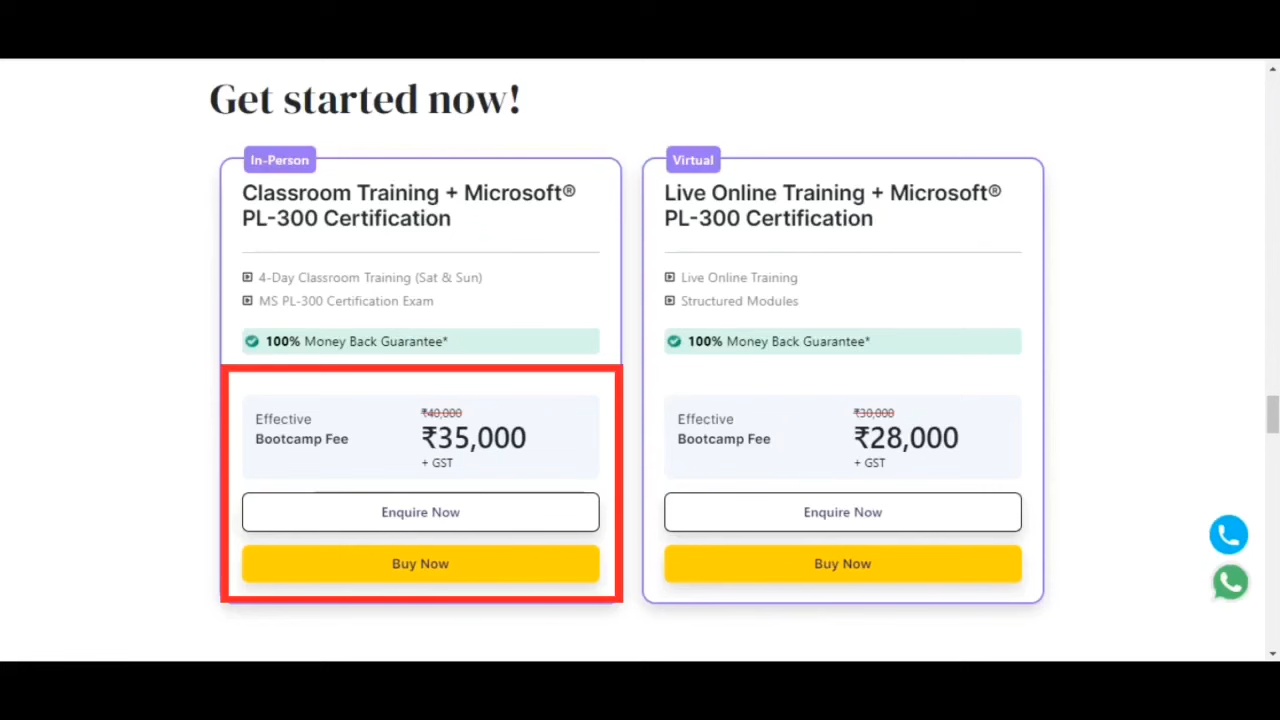 Get started now!
In-Person
Classroom Training + Microsoft®
PL-300 Certification
4-Day Classroom Training (Sat & Sun)
MS PL-300 Certification Exam
100% Money Back Guarantee*
Effective
Bootcamp Fee
₹40,000
₹35,000
+ GST
Enquire Now
Buy Now
Virtual
Live Online Training + Microsoft®
PL-300 Certification
Live Online Training
Structured Modules
100% Money Back Guarantee*
Effective
Bootcamp Fee
₹30,000
₹28,000
+ GST
Enquire Now
Buy Now